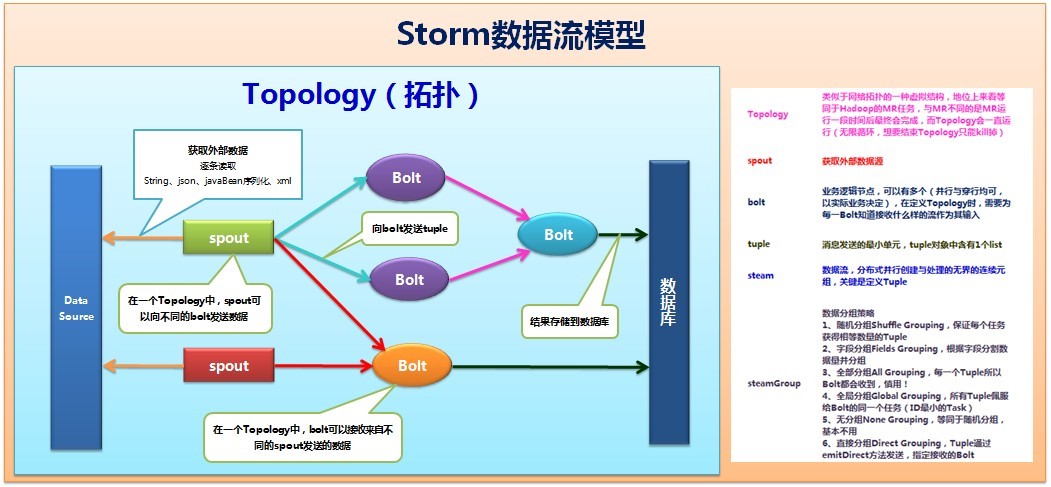 Storm数据流模型
Topology（拓扑）
获取外部数据
逐条读取
String、json、javaBean序列化、xml
Data
Source
spout
在一个Topology中，spout可
以向不同的bolt发送数据
spout
Bolt
向bolt发送tuple
Bolt
Bolt
Bolt
在一个Topology中，bolt可以接收来自不
同的spout发送的数据
结果存储到数据库
数据库
Topology
类似于网络拓扑的一种虚拟结构，地位上来看等
同于Hadoop的MR任务，与MR不同的是MR运
行一段时间后最终会完成，而Topology会一直运
行（无限循环，想要结束Topology只能kill掉）
spout
获取外部数据源
bolt
业务逻辑节点，可以有多个（并行与穿行均可，
以实际业务决定），在定义Topology时，需要为
每一Bolt知道接收什么样的流作为其输入
tuple
消息发送的最小单元，tuple对象中含有1个list
steam
数据流，分布式并行创建与处理的无界的连续元
组，关键是定义Tuple
steamGroup
数据分组策略
1、随机分组Shuffle Grouping，保证每个任务
获得相等数量的Tuple
2、字段分组Fields Grouping，根据字段分割数
据量并分组
3、全部分组All Grouping，每一个Tuple所以
Bolt都会收到，慎用！
4、全局分组Global Grouping，所有Tuple佩服
给Bolt的同一个任务（ID是小的Task）
5、无分组None Grouping，等同于随机分组，
基本不用
6、直接分组Direct Grouping，Tuple通过
emitDirect方法发送，指定接收的Bolt